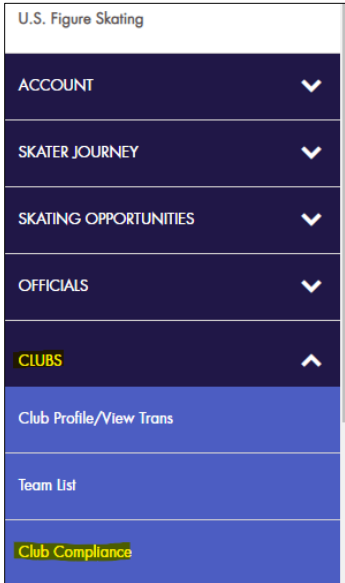 U.S. Figure Skating
ACCOUNT
SKATER JOURNEY
SKATING OPPORTUNITIES
OFFICIALS
CLUBS
Club Profile/View Trans
Team List
Club Compliance